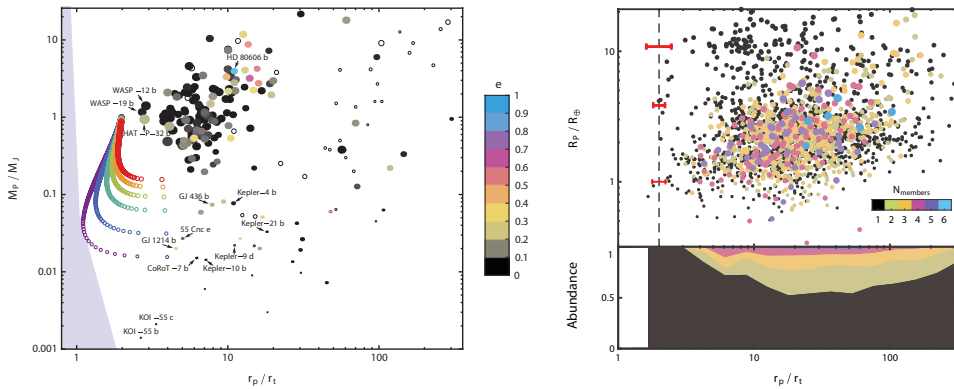 10
1
0.1
0.01
0.001
M_P / M_J
HD 80606 b
WASP −12 b
WASP −19 b
HAT −P−32 b
GJ 436 b
Kepler−4 b
55 Cnc e
Kepler−21 b
GJ 1214 b
Kepler−9 d
CoRoT−7 b
Kepler−10 b
KOI −55 c
KOI −55 b
1 10 100
r_p / r_t
e
1
0.9
0.8
0.7
0.6
0.5
0.4
0.3
0.2
0.1
0
10
1
R_P / R_⊕
N_members
1 2 3 4 5 6
1
0.5
0
Abundance
1 10 100
r_p / r_t